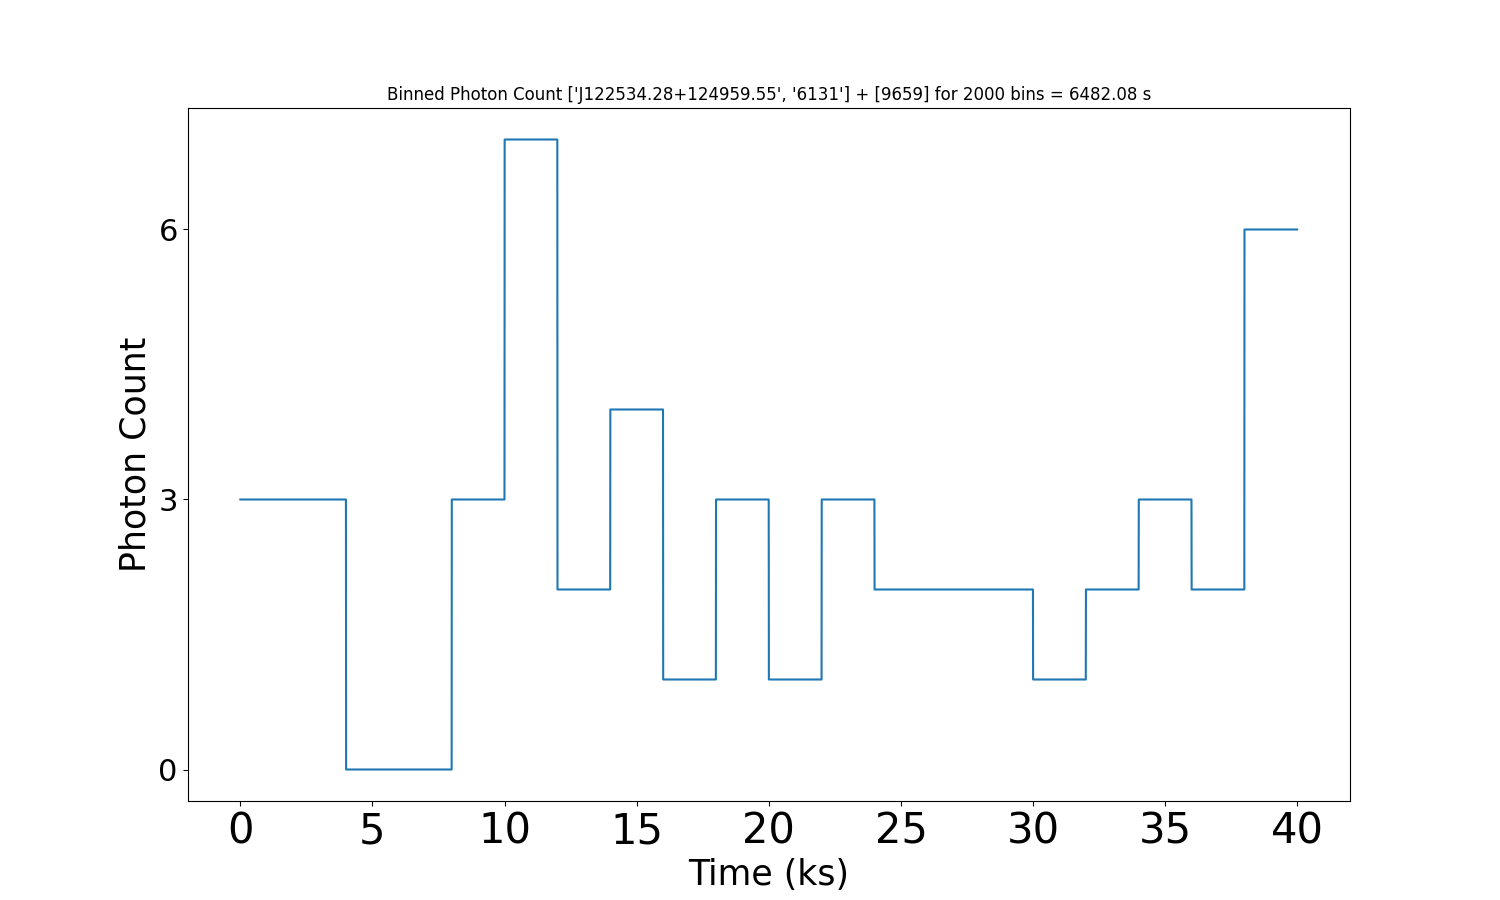 Binned Photon Count ['J122534.28+124959.55', '6131'] + [9659] for 2000 bins = 6482.08 s
Photon Count
6
3
0
0 5 10 15 20 25 30 35 40
Time (ks)